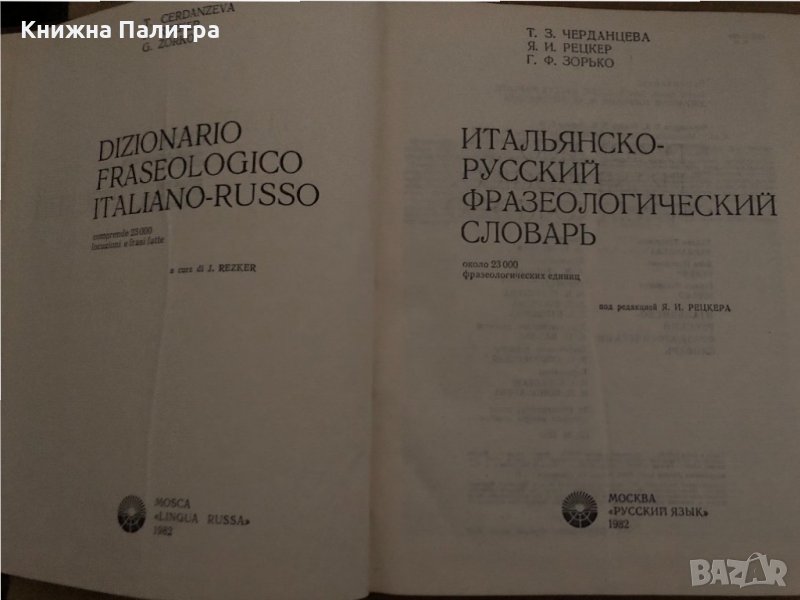 Книжна Палитра
T. CERDANZEVA
G. ZORKO
DIZIONARIO
FRASEOLOGICO
ITALIANO-RUSSO
comprende 23 000
locuzioni e frasi fatte
a cura di J. REZKER
MOSCA
«LINGUA RUSSA»
1982
Т. З. ЧЕРДАНЦЕВА
Я. И. РЕЦКЕР
Г. Ф. ЗОРЬКО
ИТАЛЬЯНСКО-
РУССКИЙ
ФРАЗЕОЛОГИЧЕСКИЙ
СЛОВАРЬ
около 23 000
фразеологических единиц
под редакцией Я. И. РЕЦКЕРА
МОСКВА
«РУССКИЙ ЯЗЫК»
1982
BAZAR